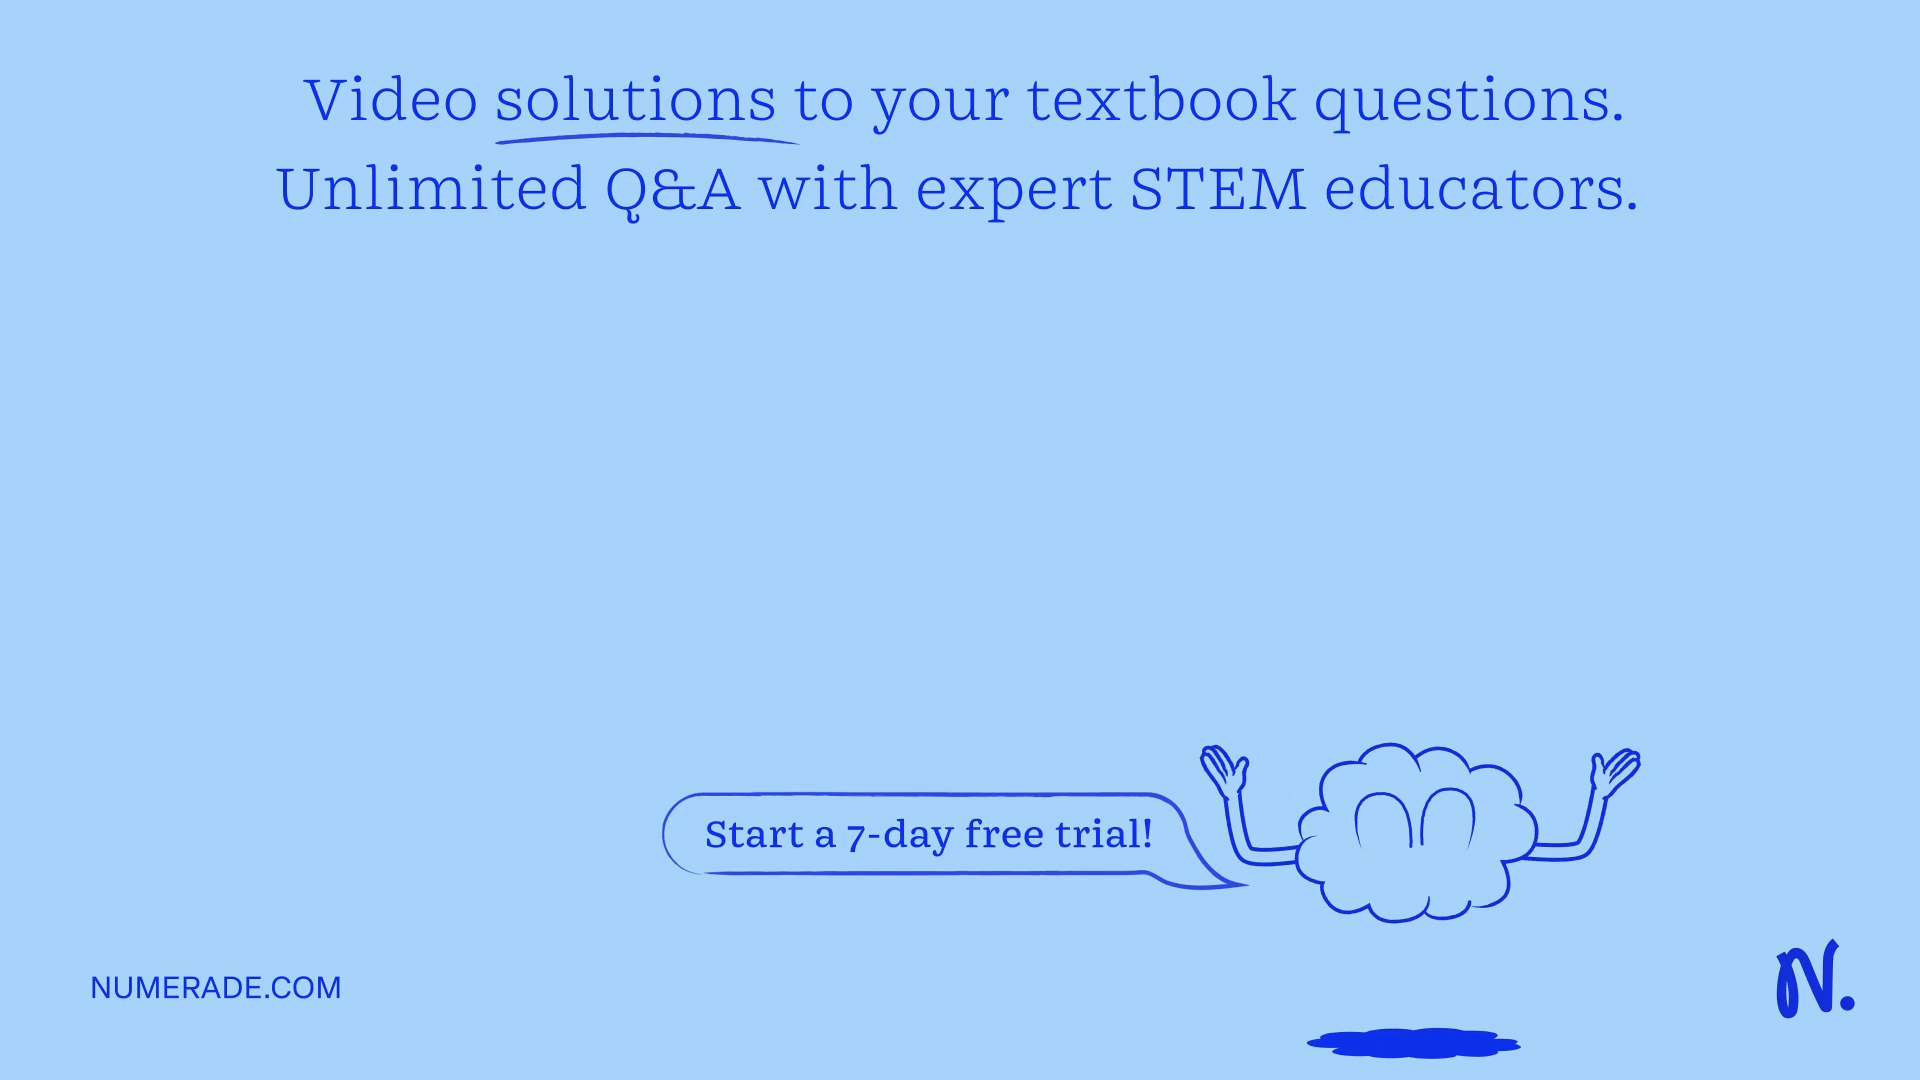 Video solutions to your textbook questions.
Unlimited Q&A with expert STEM educators.
Start a 7-day free trial!
NUMERADE.COM
N.